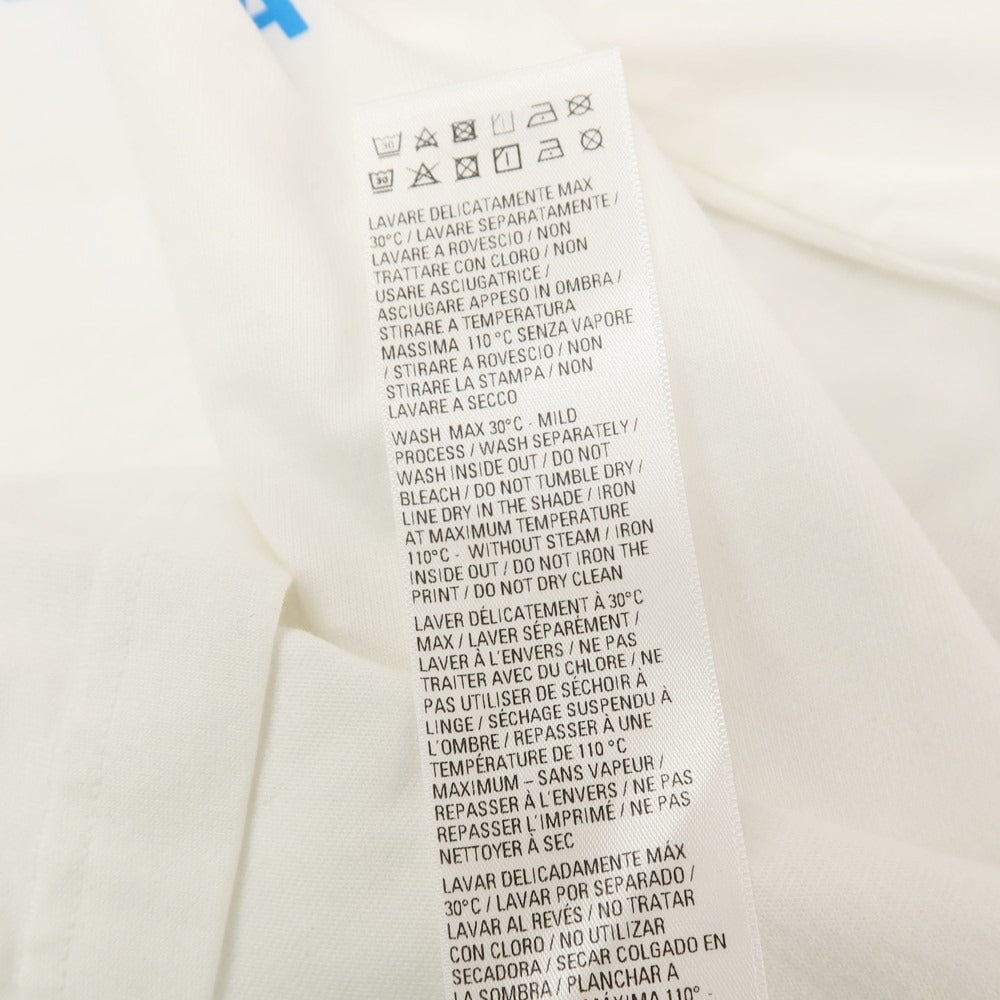 30
30
LAVARE DELICATAMENTE MAX
30°C / LAVARE SEPARATAMENTE /
LAVARE A ROVESCIO / NON
TRATTARE CON CLORO / NON
USARE ASCIUGATRICE /
ASCIUGARE APPESO IN OMBRA /
STIRARE A TEMPERATURA
MASSIMA 110°C SENZA VAPORE
/ STIRARE A ROVESCIO / NON
STIRARE LA STAMPA / NON
LAVARE A SECCO
WASH MAX 30°C - MILD
PROCESS / WASH SEPARATELY /
WASH INSIDE OUT / DO NOT
BLEACH / DO NOT TUMBLE DRY /
LINE DRY IN THE SHADE / IRON
AT MAXIMUM TEMPERATURE
110°C - WITHOUT STEAM / IRON
INSIDE OUT / DO NOT IRON THE
PRINT / DO NOT DRY CLEAN
LAVER DÉLICATEMENT À 30°C
MAX / LAVER SÉPARÉMENT /
LAVER À L'ENVERS / NE PAS
TRAITER AVEC DU CHLORE / NE
PAS UTILISER DE SÉCHOIR À
LINGE / SÉCHAGE SUSPENDU À
L'OMBRE / REPASSER À UNE
TEMPÉRATURE DE 110°C
MAXIMUM – SANS VAPEUR /
REPASSER À L'ENVERS / NE PAS
REPASSER L'IMPRIMÉ / NE PAS
NETTOYER À SEC
LAVAR DELICADAMENTE MÁX
30°C / LAVAR POR SEPARADO /
LAVAR AL REVÉS / NO TRATAR
CON CLORO / NO UTILIZAR
SECADORA / SECAR COLGADO EN
LA SOMBRA / PLANCHAR A
110° -